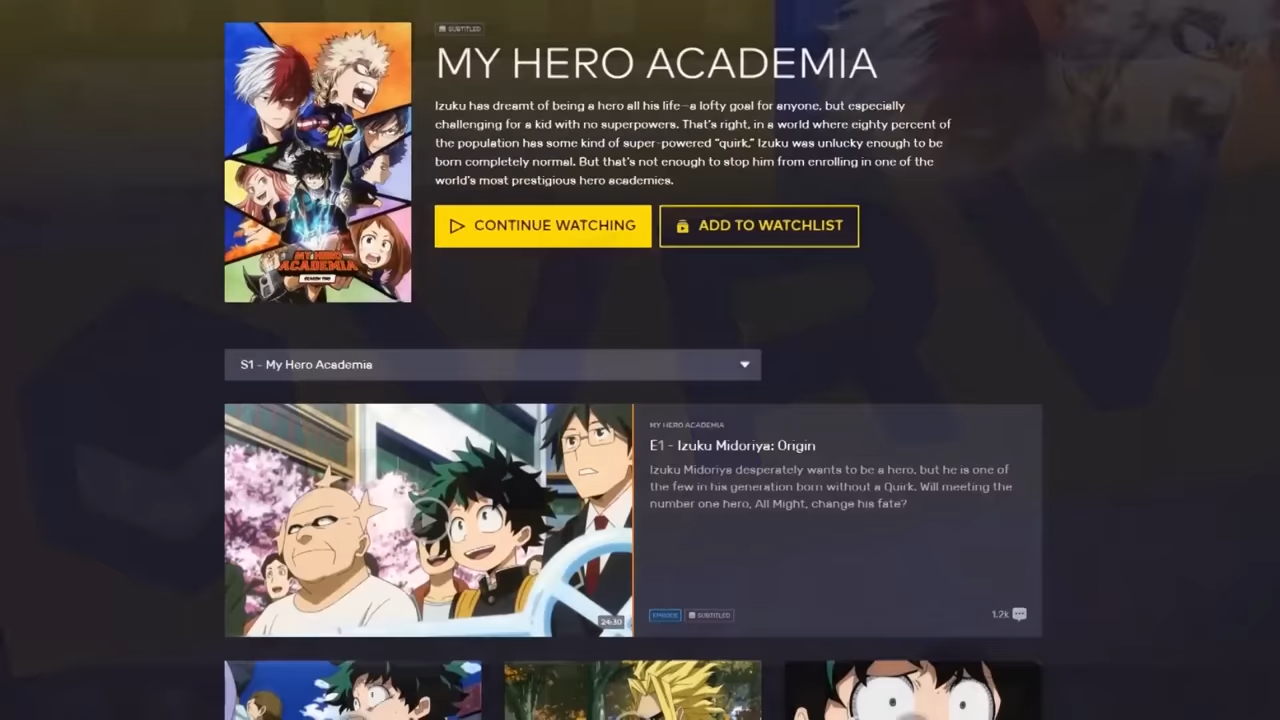 SUBTITLED
MY HERO ACADEMIA
Izuku has dreamt of being a hero all his life—a lofty goal for anyone, but especially
challenging for a kid with no superpowers. That's right, in a world where eighty percent of
the population has some kind of super-powered "quirk," Izuku was unlucky enough to be
born completely normal. But that's not enough to stop him from enrolling in one of the
world's most prestigious hero academies.
CONTINUE WATCHING
ADD TO WATCHLIST
MY HERO
ACADEMIA
SEASON TWO
S1 - My Hero Academia
MY HERO ACADEMIA
E1 - Izuku Midoriya: Origin
Izuku Midoriya desperately wants to be a hero, but he is one of
the few in his generation born without a Quirk. Will meeting the
number one hero, All Might, change his fate?
24:30
EPISODE
SUBTITLED
1.2k